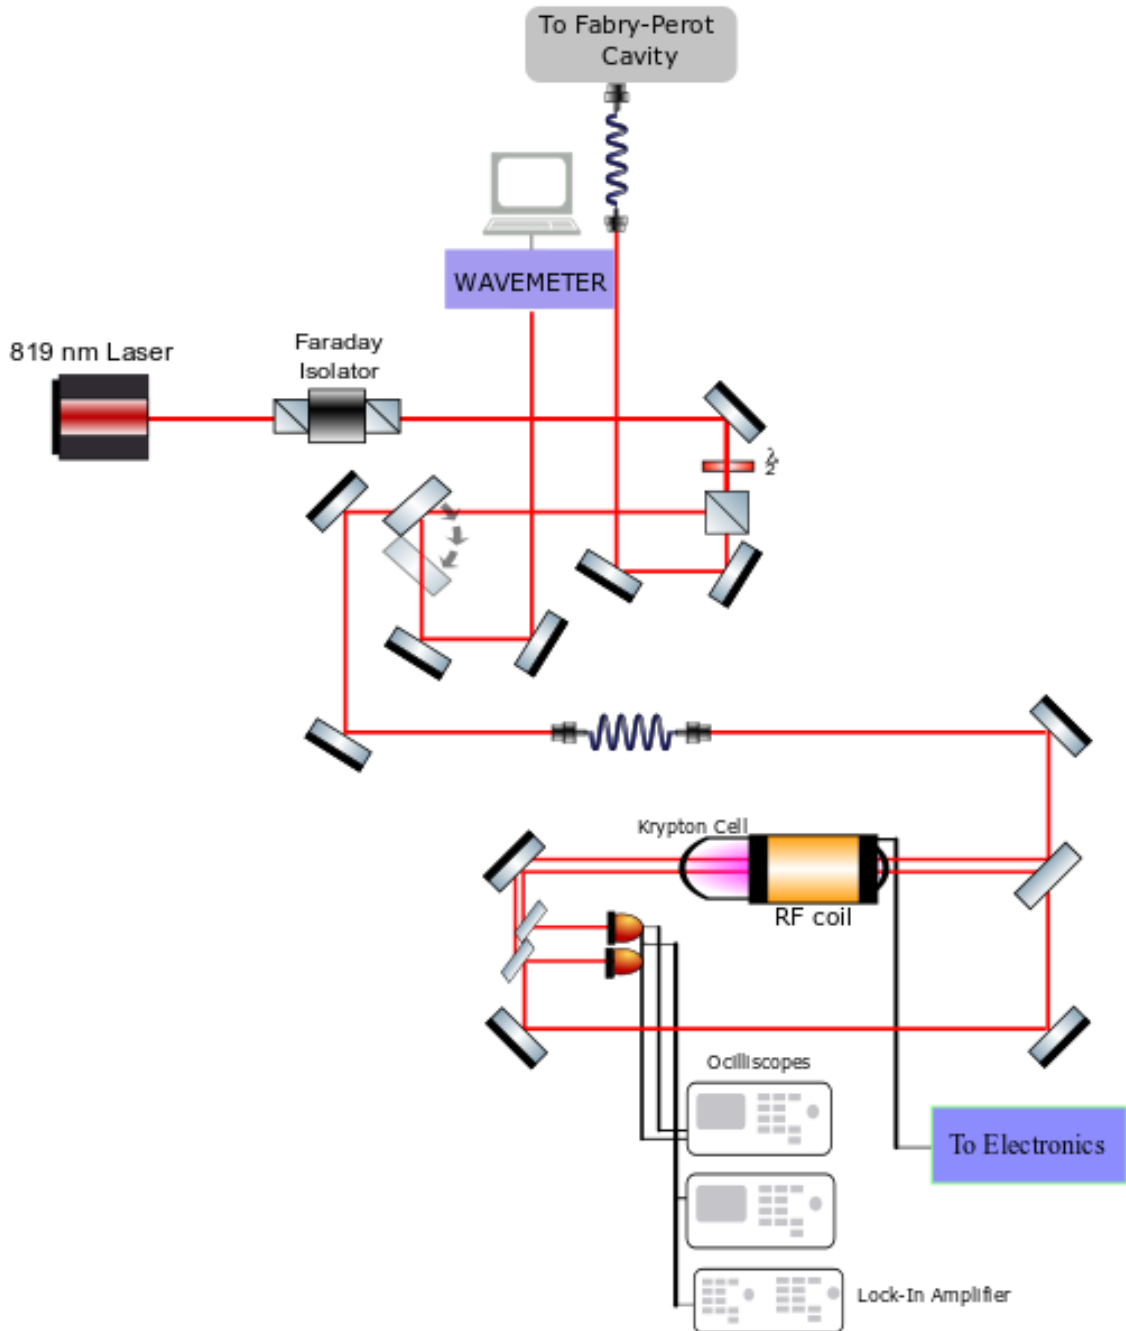 To Fabry-Perot
Cavity
WAVEMETER
819 nm Laser
Faraday
Isolator
λ
2
Krypton Cell
RF coil
Ocilliscopes
To Electronics
Lock-In Amplifier